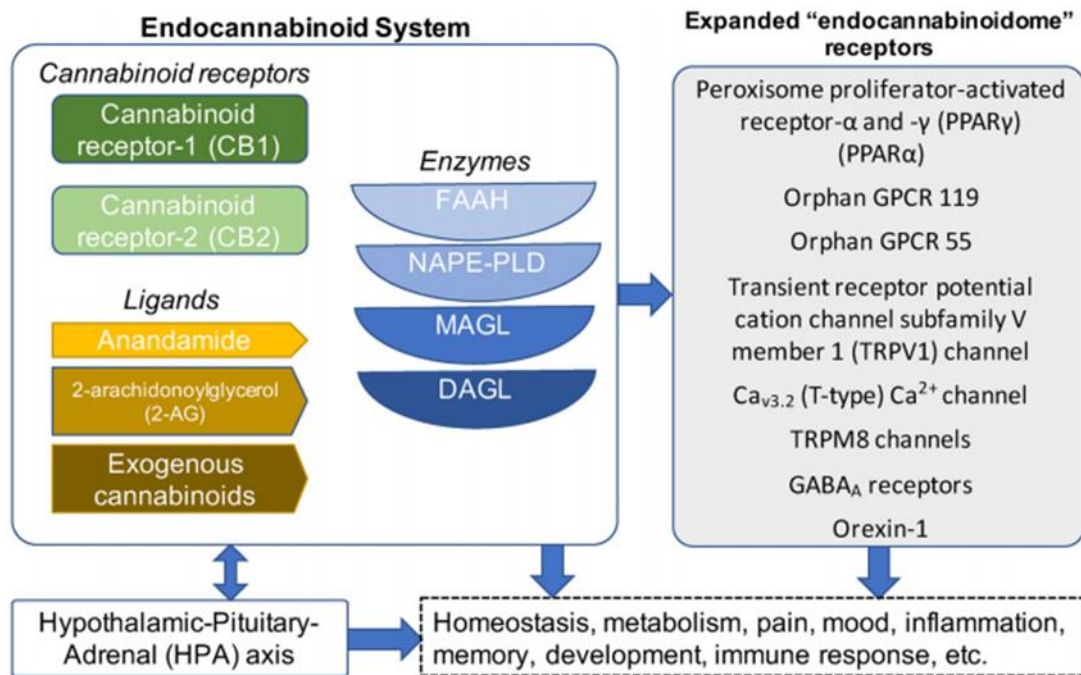 Endocannabinoid System
Cannabinoid receptors
Cannabinoid
receptor-1 (CB1)
Cannabinoid
receptor-2 (CB2)
Ligands
Anandamide
2-arachidonoylglycerol
(2-AG)
Exogenous
cannabinoids
Enzymes
FAAH
NAPE-PLD
MAGL
DAGL
Expanded “endocannabinoidome”
receptors
Peroxisome proliferator-activated
receptor-α and -γ (PPARγ)
(PPARα)
Orphan GPCR 119
Orphan GPCR 55
Transient receptor potential
cation channel subfamily V
member 1 (TRPV1) channel
Cav3.2 (T-type) Ca2+ channel
TRPM8 channels
GABAA receptors
Orexin-1
Hypothalamic-Pituitary-
Adrenal (HPA) axis
Homeostasis, metabolism, pain, mood, inflammation,
memory, development, immune response, etc.